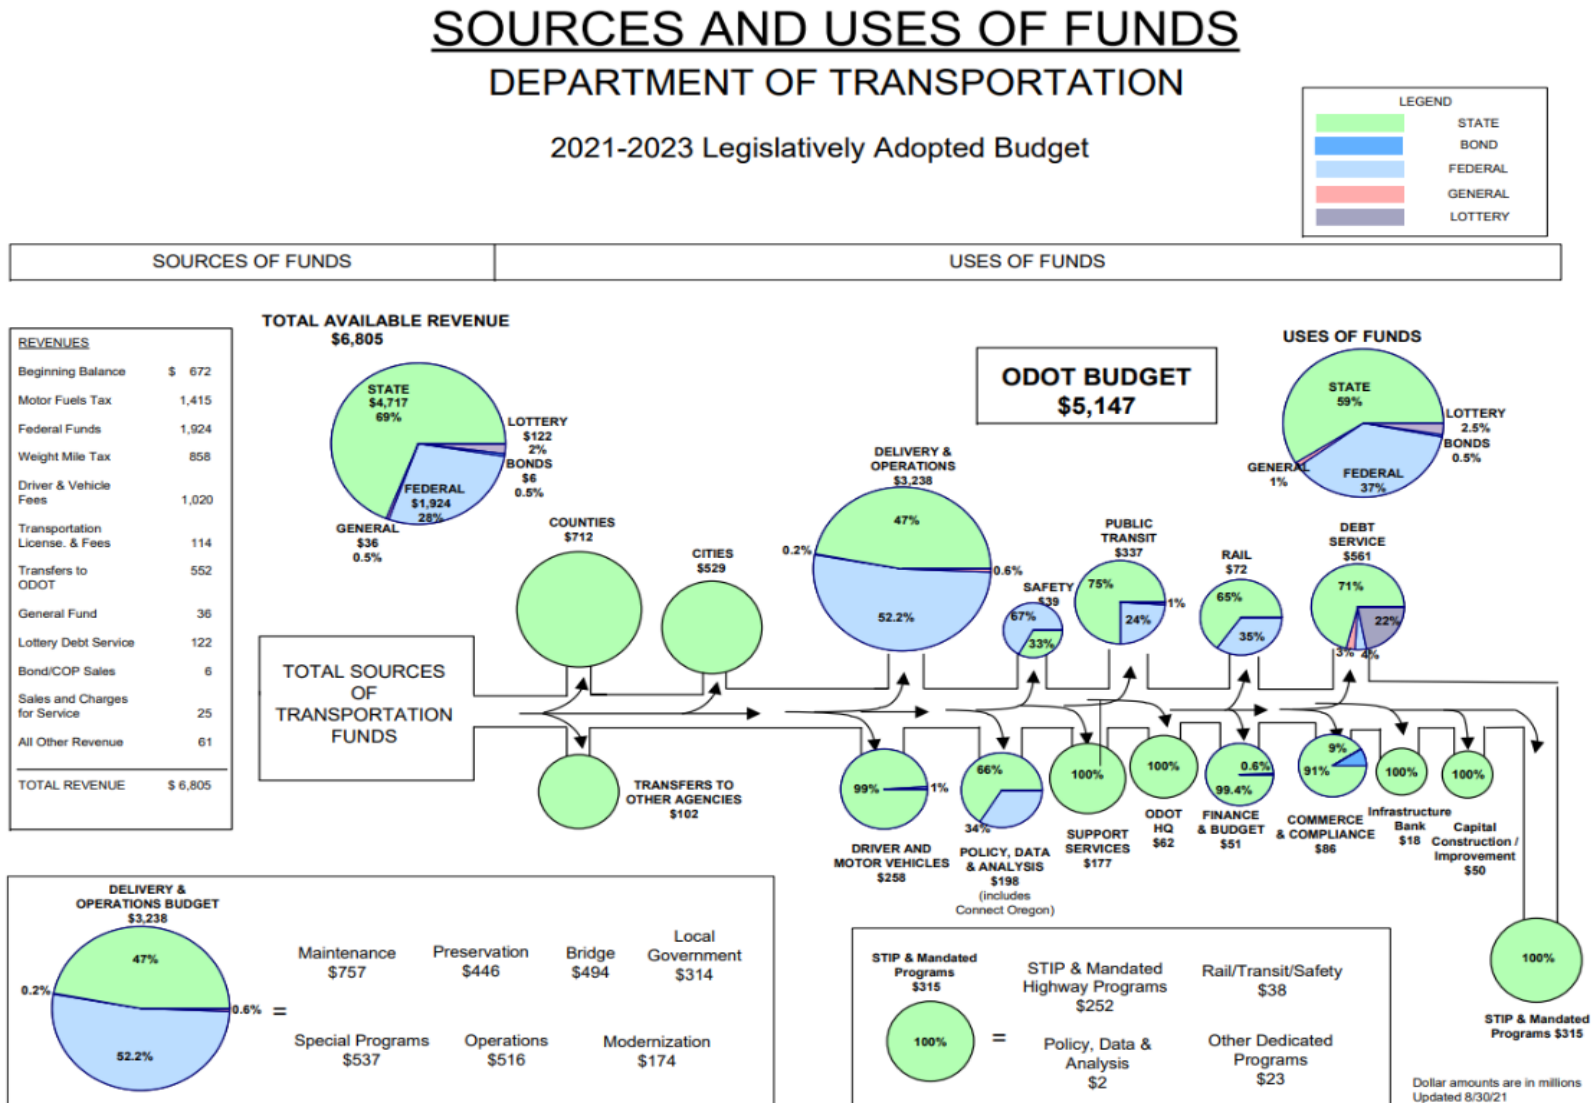 SOURCES AND USES OF FUNDS
DEPARTMENT OF TRANSPORTATION
2021-2023 Legislatively Adopted Budget
LEGEND
STATE
BOND
FEDERAL
GENERAL
LOTTERY
SOURCES OF FUNDS
USES OF FUNDS
REVENUES
Beginning Balance $ 672
Motor Fuels Tax 1,415
Federal Funds 1,924
Weight Mile Tax 858
Driver & Vehicle
Fees 1,020
Transportation
License. & Fees 114
Transfers to 552
ODOT
General Fund 36
Lottery Debt Service 122
Bond/COP Sales 6
Sales and Charges
for Service 25
All Other Revenue 61
TOTAL REVENUE $ 6,805
TOTAL AVAILABLE REVENUE
$6,805
STATE
$4,717
69%
LOTTERY
$122
2%
BONDS
$6
0.5%
FEDERAL
$1,924
28%
GENERAL
$36
0.5%
ODOT BUDGET
$5,147
USES OF FUNDS
STATE
59%
LOTTERY
2.5%
BONDS
0.5%
GENERAL
1%
FEDERAL
37%
TOTAL SOURCES
OF
TRANSPORTATION
FUNDS
COUNTIES
$712
CITIES
$529
DELIVERY &
OPERATIONS
$3,238
47%
0.2%
0.6%
52.2%
SAFETY
$39
67%
33%
PUBLIC
TRANSIT
$337
75%
1%
24%
RAIL
$72
65%
35%
DEBT
SERVICE
$561
71%
22%
3%
4%
TRANSFERS TO
OTHER AGENCIES
$102
99%
1%
DRIVER AND
MOTOR VEHICLES
$258
66%
34%
POLICY, DATA
& ANALYSIS
$198
(includes
Connect Oregon)
100%
SUPPORT
SERVICES
$177
100%
ODOT
HQ
$62
0.6%
99.4%
FINANCE
& BUDGET
$51
9%
91%
COMMERCE
& COMPLIANCE
$86
100%
Infrastructure
Bank
$18
100%
Capital
Construction /
Improvement
$50
100%
STIP & Mandated
Programs $315
DELIVERY &
OPERATIONS BUDGET
$3,238
47%
0.2%
0.6%
52.2%
=
Maintenance
$757
Preservation
$446
Bridge
$494
Local
Government
$314
Special Programs
$537
Operations
$516
Modernization
$174
STIP & Mandated
Programs
$315
100%
=
STIP & Mandated
Highway Programs
$252
Rail/Transit/Safety
$38
Policy, Data &
Analysis
$2
Other Dedicated
Programs
$23
Dollar amounts are in millions
Updated 8/30/21